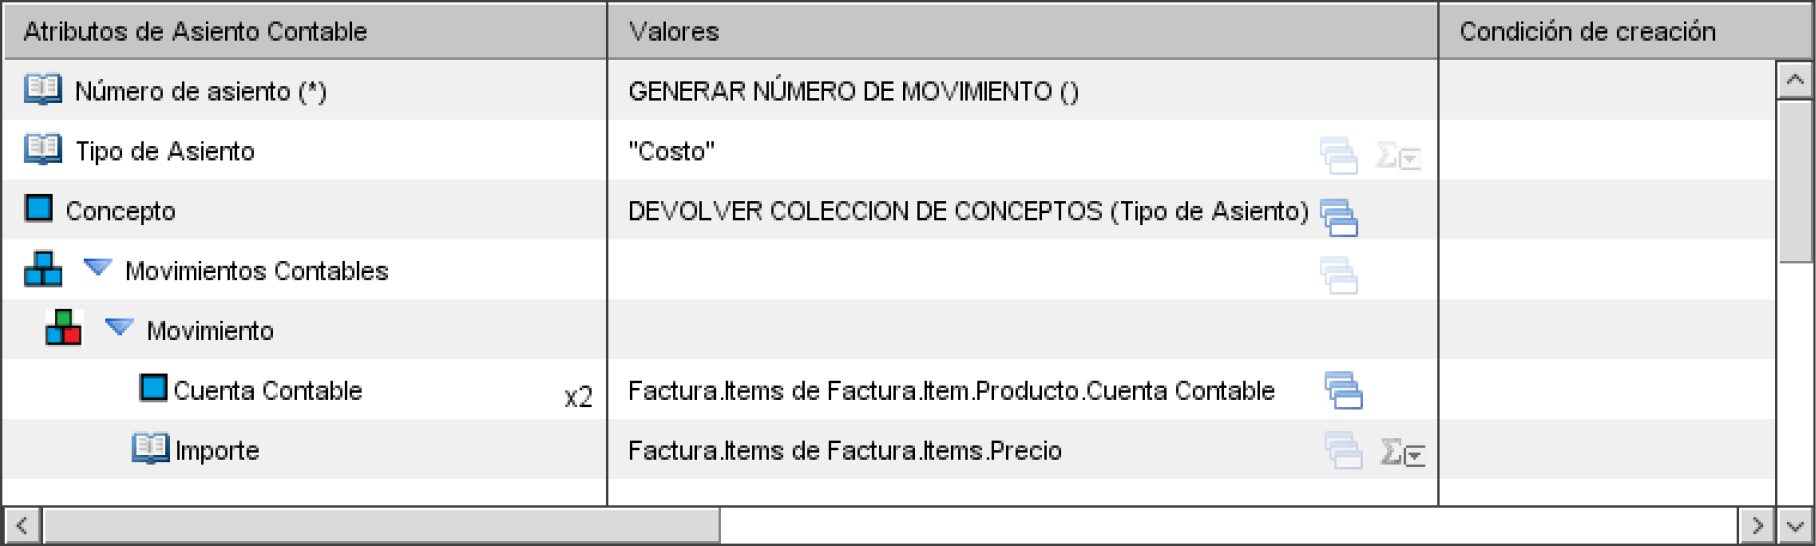 Atributos de Asiento Contable Valores Condición de creación
Número de asiento (*) GENERAR NÚMERO DE MOVIMIENTO ()
Tipo de Asiento "Costo"
Concepto DEVOLVER COLECCION DE CONCEPTOS (Tipo de Asiento)
Movimientos Contables
Movimiento
Cuenta Contable x2 Factura.Items de Factura.Item.Producto.Cuenta Contable
Importe Factura.Items de Factura.Items.Precio